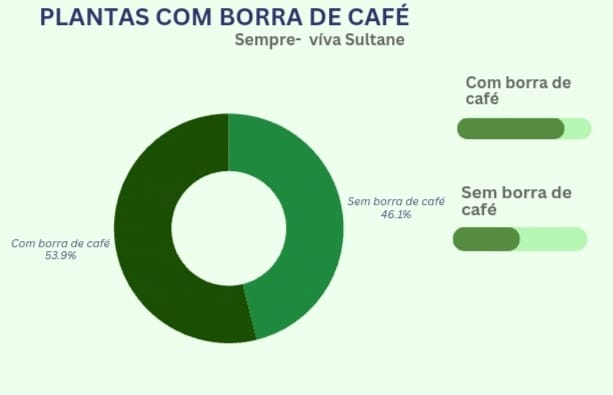 PLANTAS COM BORRA DE CAFÉ
Sempre- víva Sultane
Com borra de
café
Sem borra de café
46.1%
Sem borra de
café
Com borra de café
53.9%